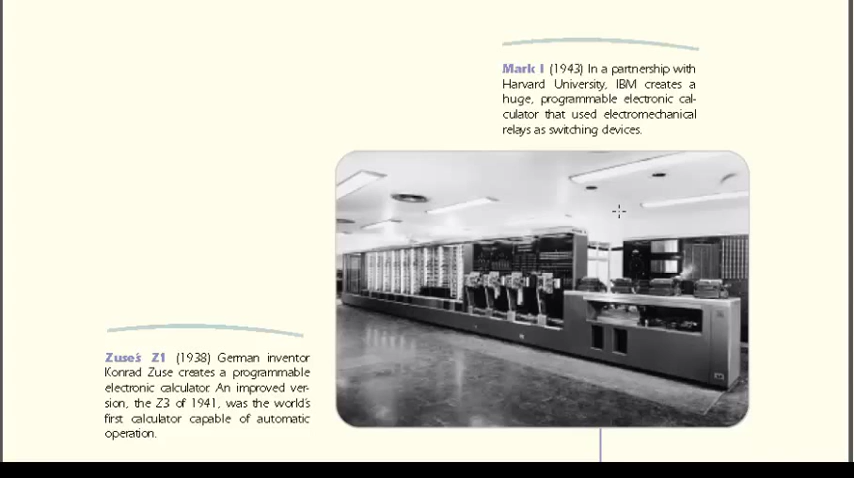 Mark I (1943) In a partnership with
Harvard University, IBM creates a
huge, programmable electronic cal-
culator that used electromechanical
relays as switching devices.
Zuse's Z1 (1938) German inventor
Konrad Zuse creates a programmable
electronic calculator. An improved ver-
sion, the Z3 of 1941, was the world's
first calculator capable of automatic
operation.